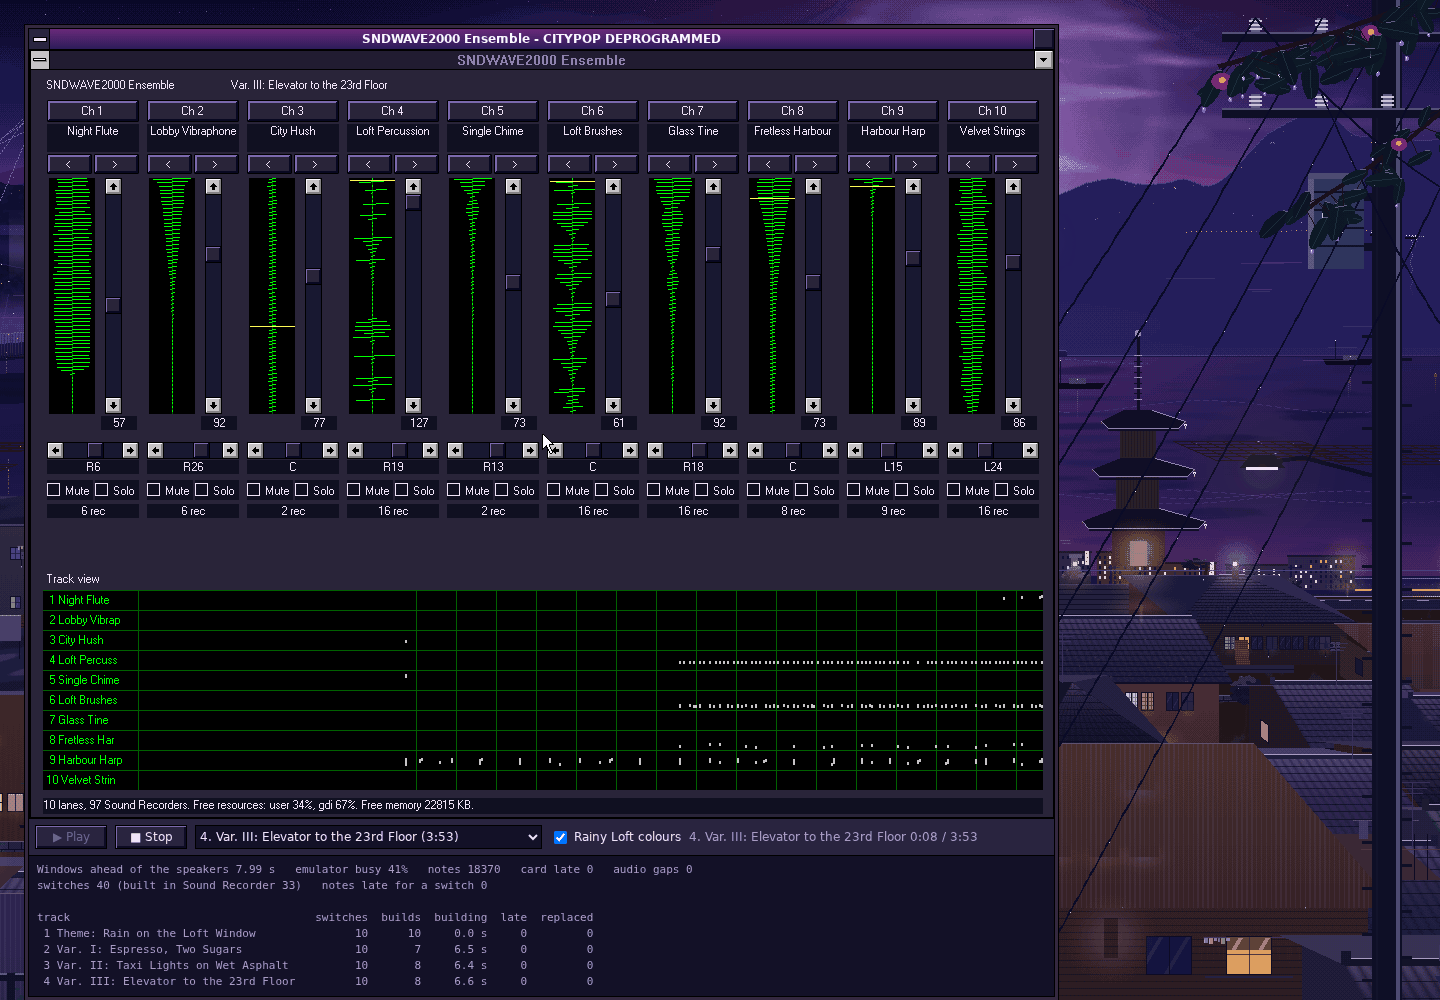 SNDWAVE2000 Ensemble - CITYPOP DEPROGRAMMED
SNDWAVE2000 Ensemble
SNDWAVE2000 Ensemble Var. III: Elevator to the 23rd Floor
Ch 1 Ch 2 Ch 3 Ch 4 Ch 5 Ch 6 Ch 7 Ch 8 Ch 9 Ch 10
Night Flute Lobby Vibraphone City Hush Loft Percussion Single Chime Loft Brushes Glass Tine Fretless Harbour Harbour Harp Velvet Strings
< > < > < > < > < > < > < > < > < > < >
57 92 77 127 73 61 92 73 89 86
R6 R26 C R19 R13 C R18 C L15 L24
Mute Solo Mute Solo Mute Solo Mute Solo Mute Solo Mute Solo Mute Solo Mute Solo Mute Solo Mute Solo
6 rec 6 rec 2 rec 16 rec 2 rec 16 rec 16 rec 8 rec 9 rec 16 rec
Track view
1 Night Flute
2 Lobby Vibrap
3 City Hush
4 Loft Percuss
5 Single Chime
6 Loft Brushes
7 Glass Tine
8 Fretless Har
9 Harbour Harp
10 Velvet Strin
10 lanes, 97 Sound Recorders. Free resources: user 34%, gdi 67%. Free memory 22815 KB.
▶ Play ■ Stop 4. Var. III: Elevator to the 23rd Floor (3:53) Rainy Loft colours 4. Var. III: Elevator to the 23rd Floor 0:08 / 3:53
Windows ahead of the speakers 7.99 s emulator busy 41% notes 18370 card late 0 audio gaps 0
switches 40 (built in Sound Recorder 33) notes late for a switch 0
track switches builds building late replaced
1 Theme: Rain on the Loft Window 10 10 0.0 s 0 0
2 Var. I: Espresso, Two Sugars 10 7 6.5 s 0 0
3 Var. II: Taxi Lights on Wet Asphalt 10 8 6.4 s 0 0
4 Var. III: Elevator to the 23rd Floor 10 8 6.6 s 0 0